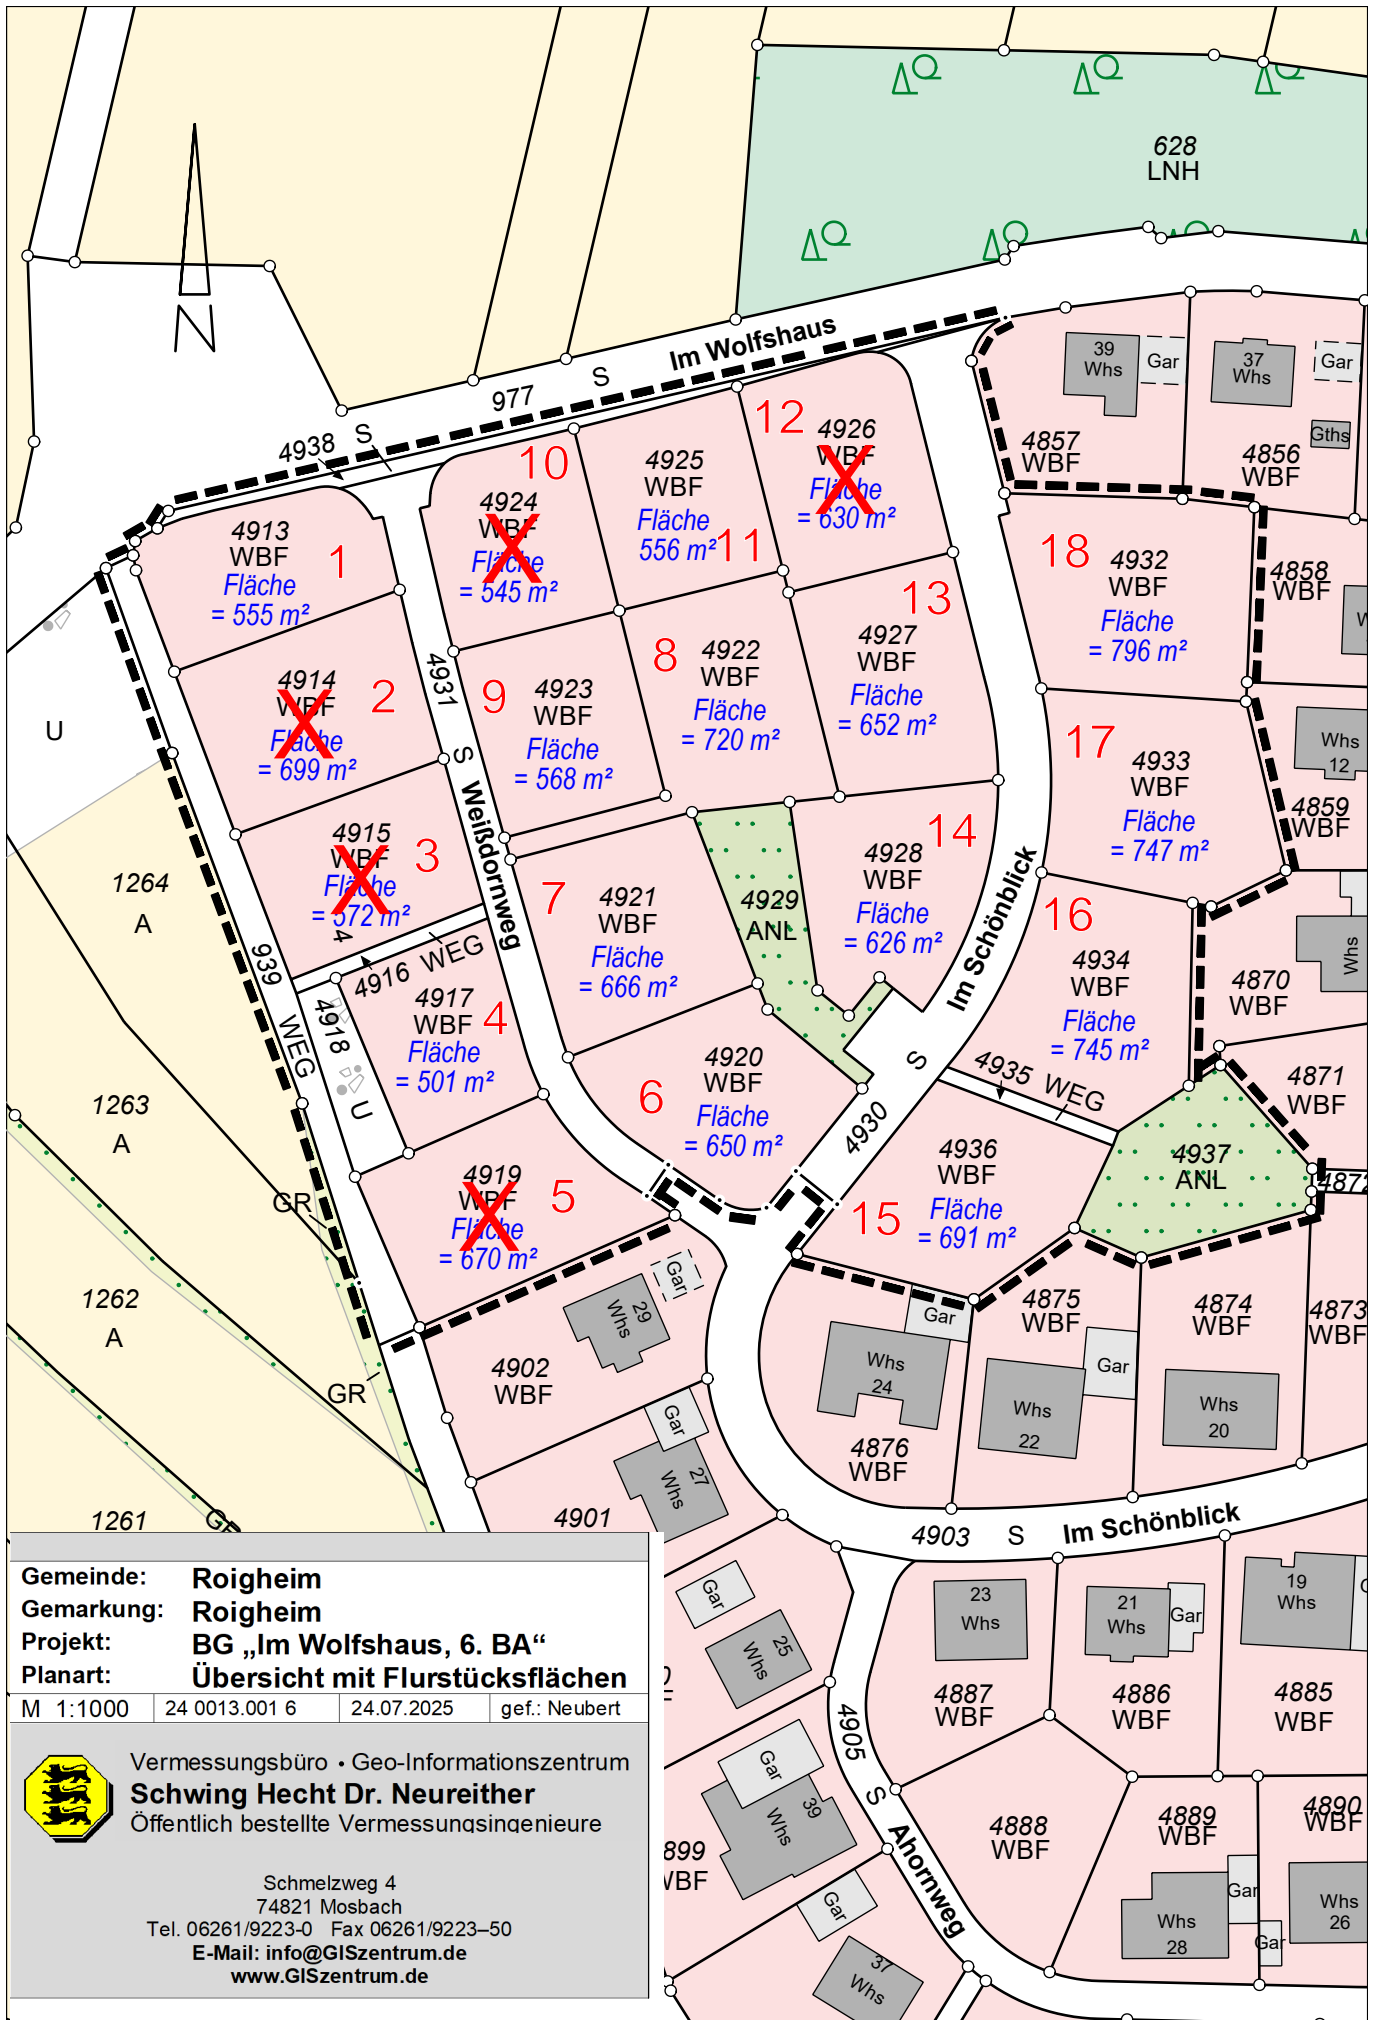 628
LNH
N
Im Wolfshaus
S
977
4938 S
39
Whs
Gar
37
Whs
Gar
Gths
4857
WBF
4856
WBF
12
4926
WBF
Fläche
= 630 m²
10
4924
WBF
Fläche
= 545 m²
4925
WBF
Fläche
556 m²
11
4913
WBF
Fläche
= 555 m²
1
18
4932
WBF
Fläche
= 796 m²
4858
WBF
W
13
4927
WBF
Fläche
= 652 m²
8
4922
WBF
Fläche
= 720 m²
9
4923
WBF
Fläche
= 568 m²
4931
S
Weißdornweg
4914
WBF
Fläche
= 699 m²
2
U
17
4933
WBF
Fläche
= 747 m²
Whs
12
4859
WBF
4915
WBF
Fläche
= 572 m²
3
14
4928
WBF
Fläche
= 626 m²
7
4921
WBF
Fläche
= 666 m²
4929
ANL
Im Schönblick
16
4934
WBF
Fläche
= 745 m²
Whs
4870
WBF
1264
A
939
WEG
4
4916 WEG
4918
U
4917
WBF
Fläche
= 501 m²
4
6
4920
WBF
Fläche
= 650 m²
S
4930
4935 WEG
4871
WBF
1263
A
4936
WBF
Fläche
= 691 m²
15
4937
ANL
4872
4919
WBF
Fläche
= 670 m²
5
GR
1262
A
GR
Gar
29
Whs
4902
WBF
Gar
27
Whs
4901
Gar
Whs
24
4876
WBF
4875
WBF
Gar
Whs
22
4874
WBF
Whs
20
4873
WBF
1261
GR
4903 S Im Schönblick
Gemeinde: Roigheim
Gemarkung: Roigheim
Projekt: BG „Im Wolfshaus, 6. BA“
Planart: Übersicht mit Flurstücksflächen
M 1:1000 24 0013.001 6 24.07.2025 gef.: Neubert
Vermessungsbüro • Geo-Informationszentrum
Schwing Hecht Dr. Neureither
Öffentlich bestellte Vermessungsingenieure
Schmelzweg 4
74821 Mosbach
Tel. 06261/9223-0 Fax 06261/9223–50
E-Mail: info@GISzentrum.de
www.GISzentrum.de
Gar
25
Whs
23
Whs
21
Whs
Gar
19
Whs
4887
WBF
4886
WBF
4885
WBF
4905
S
Ahornweg
Gar
39
Whs
899
WBF
Gar
37
Whs
4888
WBF
4889
WBF
4890
WBF
Gar
Whs
28
Gar
Whs
26